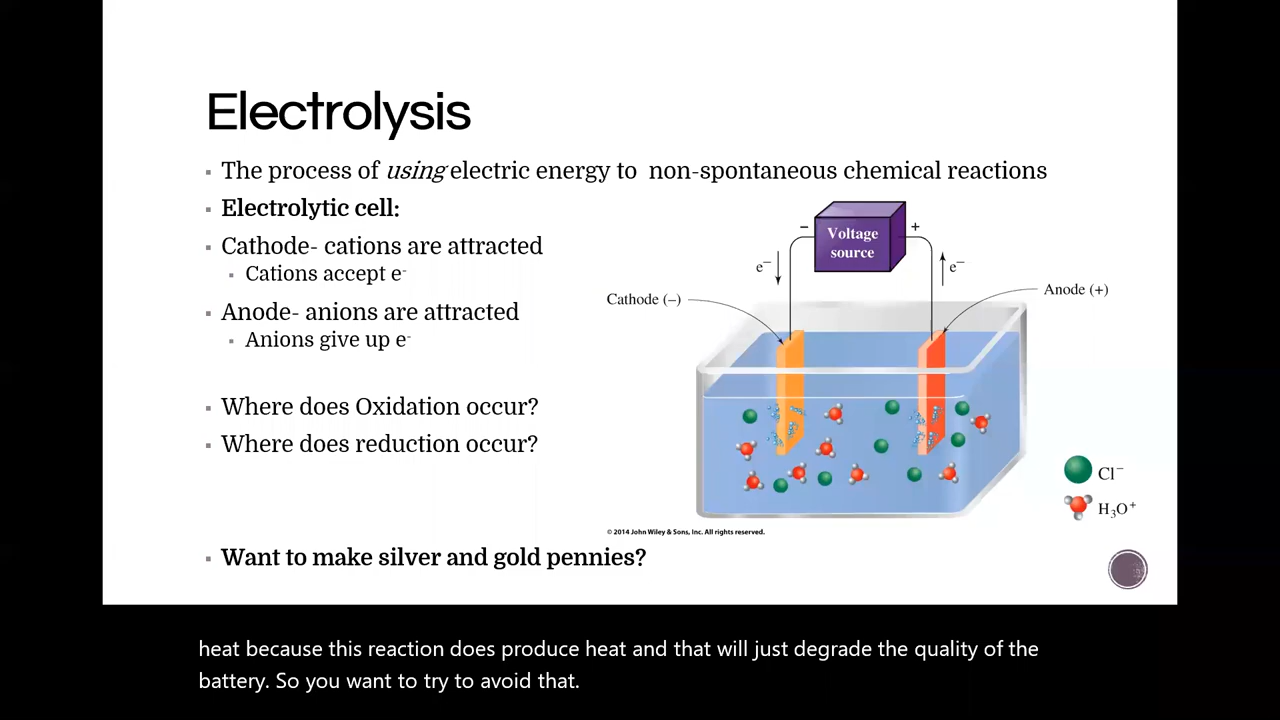 Electrolysis
▪ The process of using electric energy to  non-spontaneous chemical reactions
▪ Electrolytic cell:
▪ Cathode- cations are attracted
▪ Cations accept e⁻
▪ Anode- anions are attracted
▪ Anions give up e⁻
▪ Where does Oxidation occur?
▪ Where does reduction occur?
▪ Want to make silver and gold pennies?
− Voltage source +
e⁻
e⁻
Cathode (–)
Anode (+)
Cl⁻
H₃O⁺
© 2014 John Wiley & Sons, Inc. All rights reserved.
heat because this reaction does produce heat and that will just degrade the quality of the
battery. So you want to try to avoid that.